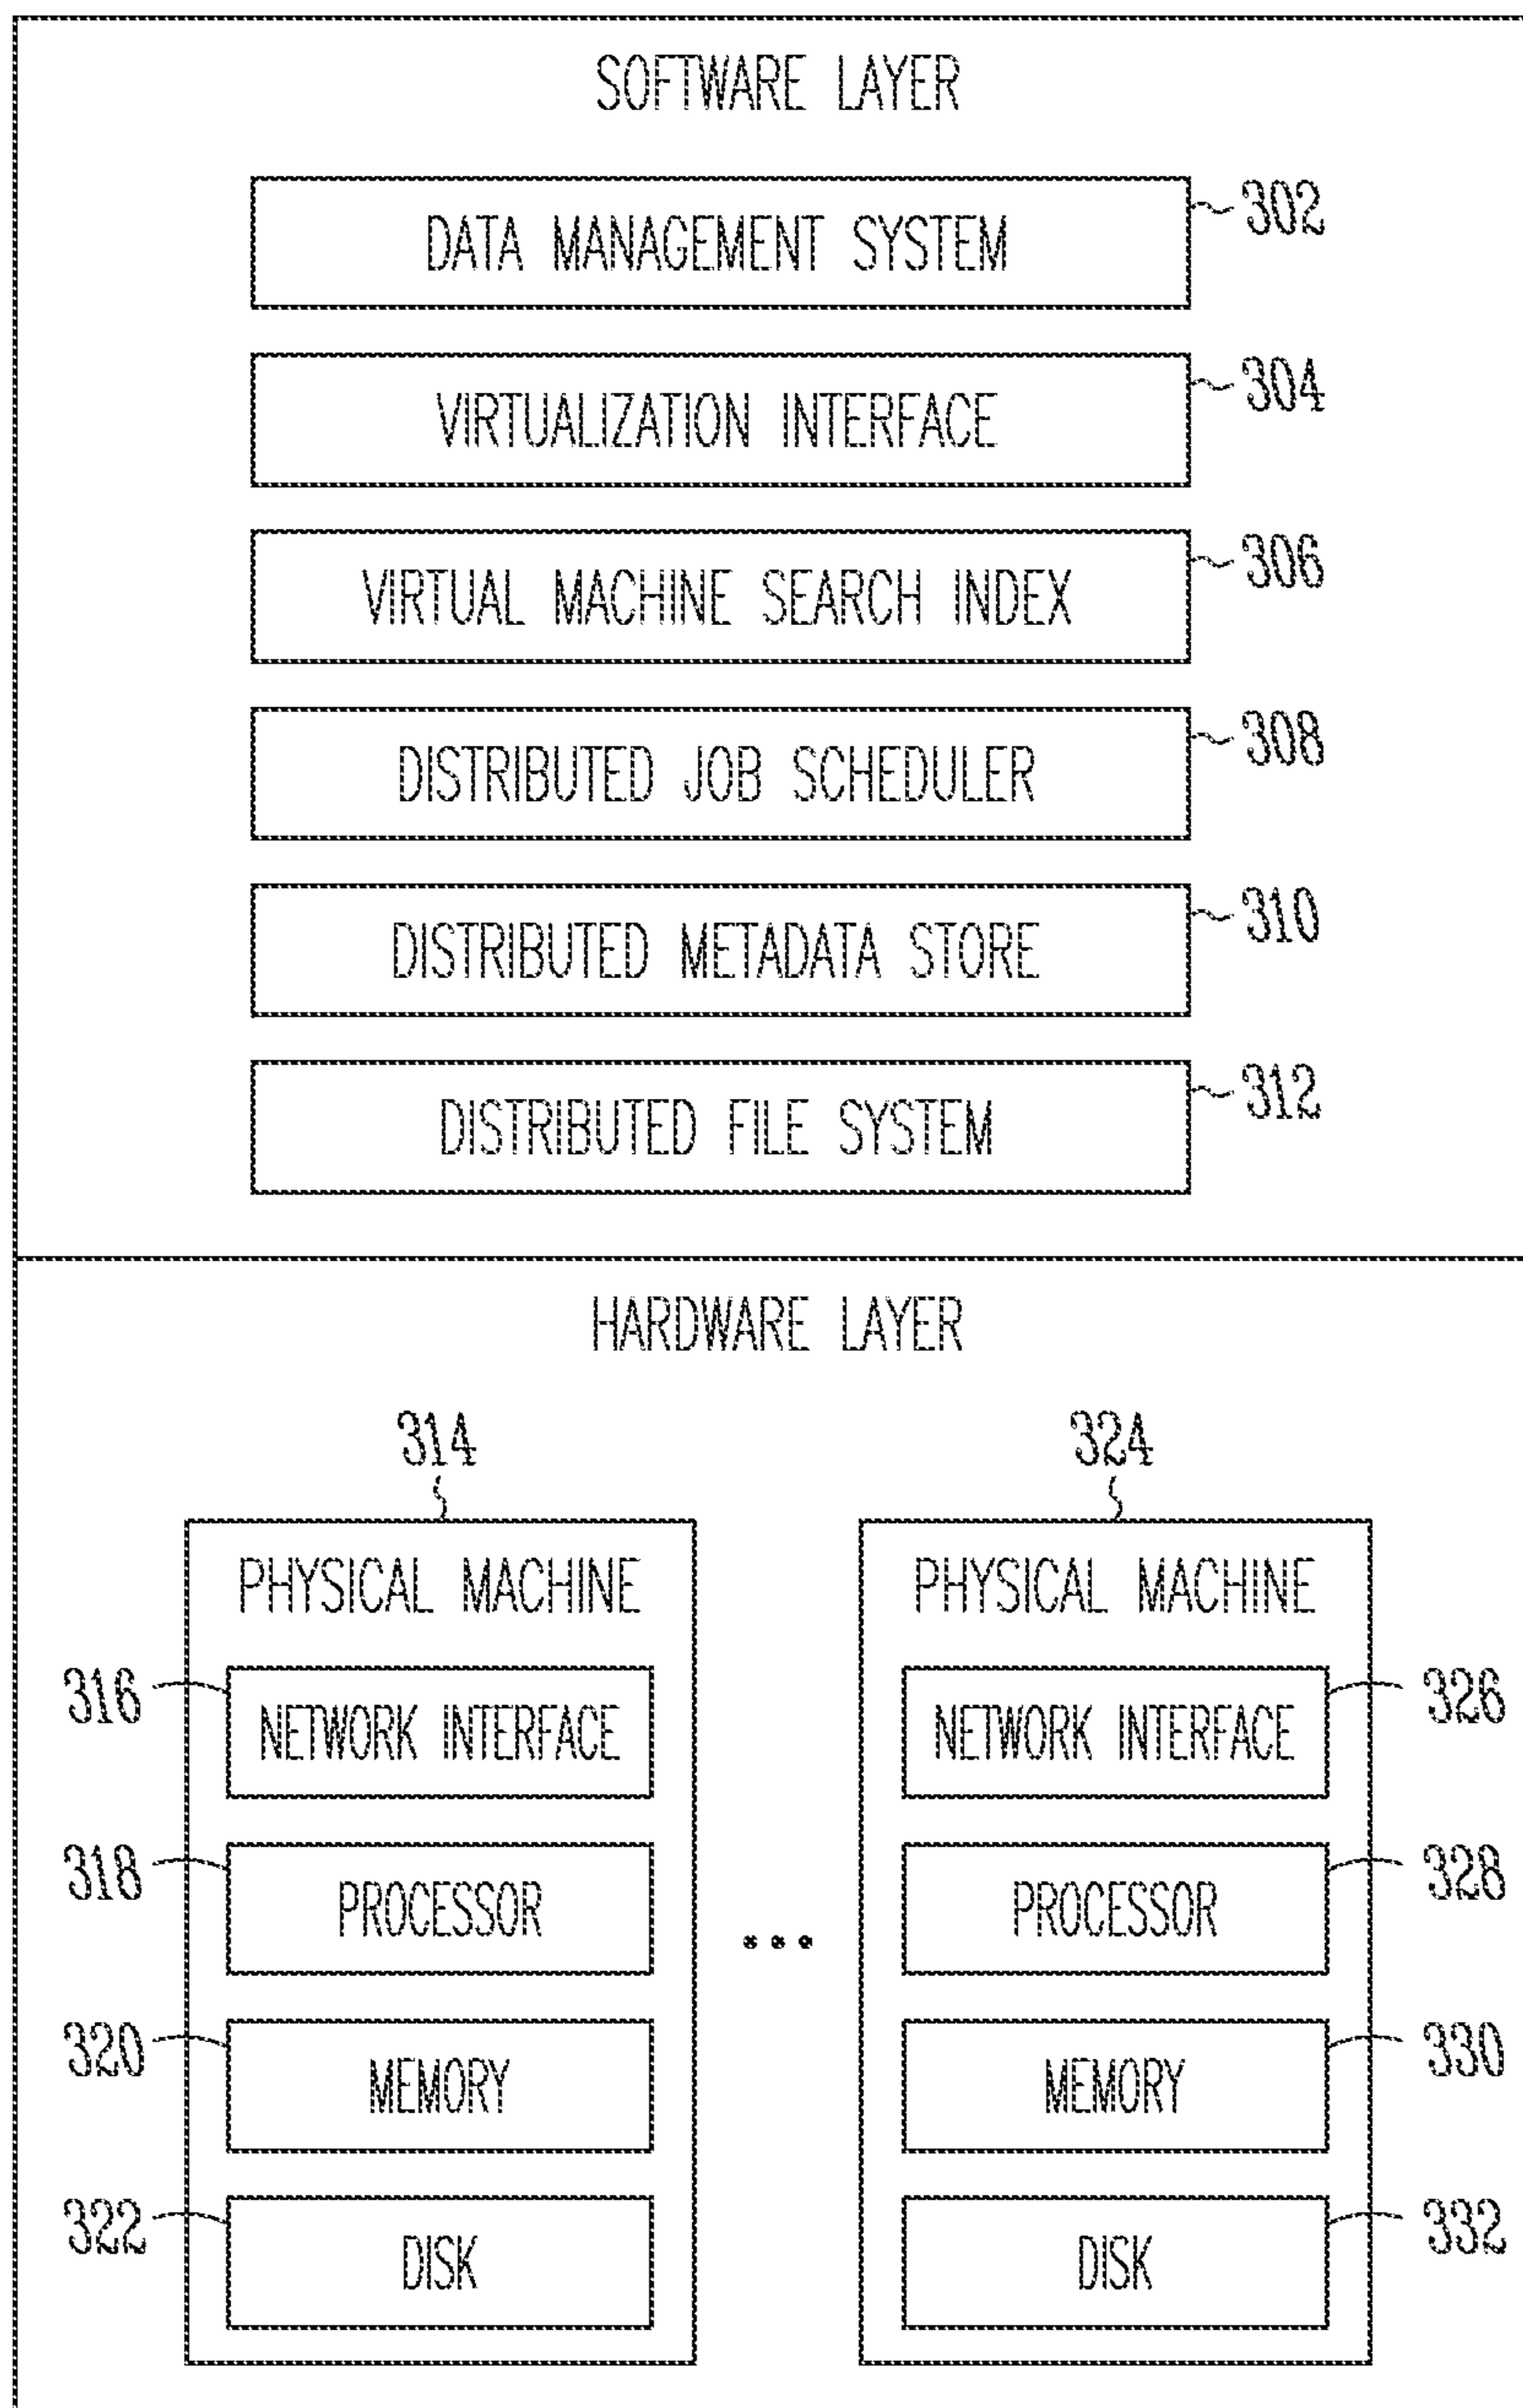 SOFTWARE LAYER
DATA MANAGEMENT SYSTEM
302
VIRTUALIZATION INTERFACE
304
VIRTUAL MACHINE SEARCH INDEX
306
DISTRIBUTED JOB SCHEDULER
308
DISTRIBUTED METADATA STORE
310
DISTRIBUTED FILE SYSTEM
312
HARDWARE LAYER
314
PHYSICAL MACHINE
316
NETWORK INTERFACE
318
PROCESSOR
320
MEMORY
322
DISK
...
324
PHYSICAL MACHINE
NETWORK INTERFACE
326
PROCESSOR
328
MEMORY
330
DISK
332